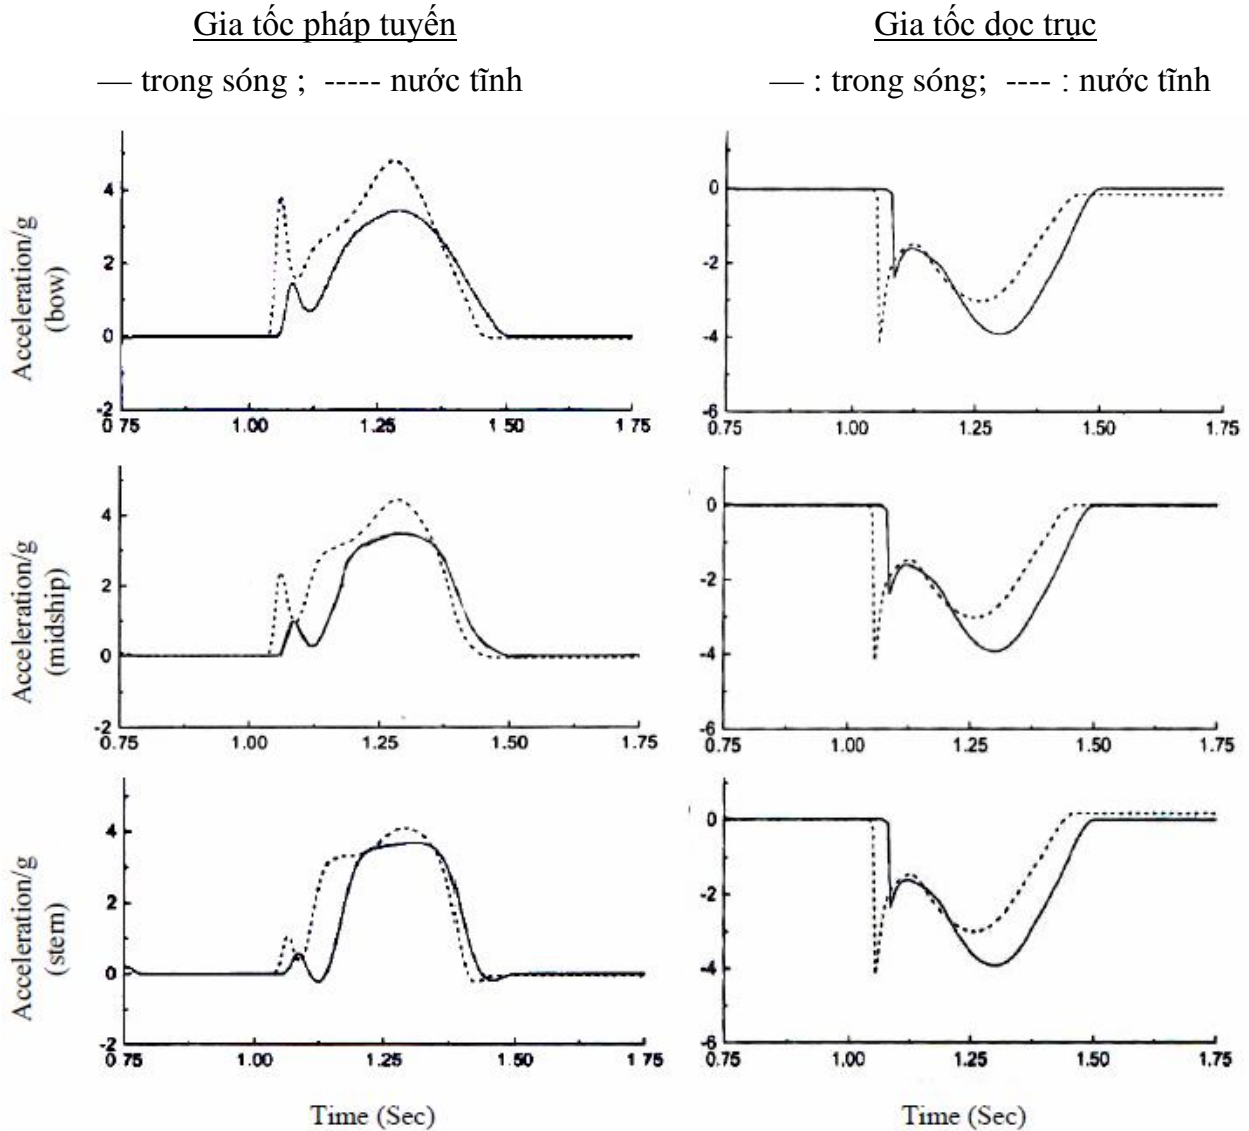 Gia tốc pháp tuyến
— trong sóng ; ----- nước tĩnh
Gia tốc dọc trục
— : trong sóng; ---- : nước tĩnh
Acceleration/g
(bow)
4
2
0
-2
0.75 1.00 1.25 1.50 1.75
0
-2
-4
-6
0.75 1.00 1.25 1.50 1.75
Acceleration/g
(midship)
4
2
0
-2
0.75 1.00 1.25 1.50 1.75
0
-2
-4
-6
0.75 1.00 1.25 1.50 1.75
Acceleration/g
(stern)
4
2
0
-2
0.75 1.00 1.25 1.50 1.75
Time (Sec)
0
-2
-4
-6
0.75 1.00 1.25 1.50 1.75
Time (Sec)